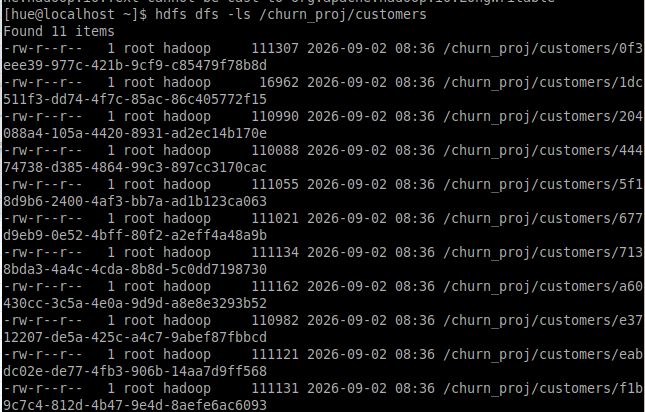 [hue@localhost ~]$ hdfs dfs -ls /churn_proj/customers
Found 11 items
-rw-r--r--   1 root hadoop     111307 2026-09-02 08:36 /churn_proj/customers/0f3
eee39-977c-421b-9cf9-c85479f78b8d
-rw-r--r--   1 root hadoop      16962 2026-09-02 08:36 /churn_proj/customers/1dc
511f3-dd74-4f7c-85ac-86c405772f15
-rw-r--r--   1 root hadoop     110990 2026-09-02 08:36 /churn_proj/customers/204
088a4-105a-4420-8931-ad2ec14b170e
-rw-r--r--   1 root hadoop     110088 2026-09-02 08:36 /churn_proj/customers/444
74738-d385-4864-99c3-897cc3170cac
-rw-r--r--   1 root hadoop     111055 2026-09-02 08:36 /churn_proj/customers/5f1
8d9b6-2400-4af3-bb7a-ad1b123ca063
-rw-r--r--   1 root hadoop     111021 2026-09-02 08:36 /churn_proj/customers/677
d9eb9-0e52-4bff-80f2-a2eff4a48a9b
-rw-r--r--   1 root hadoop     111134 2026-09-02 08:36 /churn_proj/customers/713
8bda3-4a4c-4cda-8b8d-5c0dd7198730
-rw-r--r--   1 root hadoop     111162 2026-09-02 08:36 /churn_proj/customers/a60
430cc-3c5a-4e0a-9d9d-a8e8e3293b52
-rw-r--r--   1 root hadoop     110982 2026-09-02 08:36 /churn_proj/customers/e37
12207-de5a-425c-a4c7-9abef87fbbcd
-rw-r--r--   1 root hadoop     111121 2026-09-02 08:36 /churn_proj/customers/eab
dc02e-de77-4fb3-906b-14aa7d9ff568
-rw-r--r--   1 root hadoop     111131 2026-09-02 08:36 /churn_proj/customers/f1b
9c7c4-812d-4b47-9e4d-8aefe6ac6093